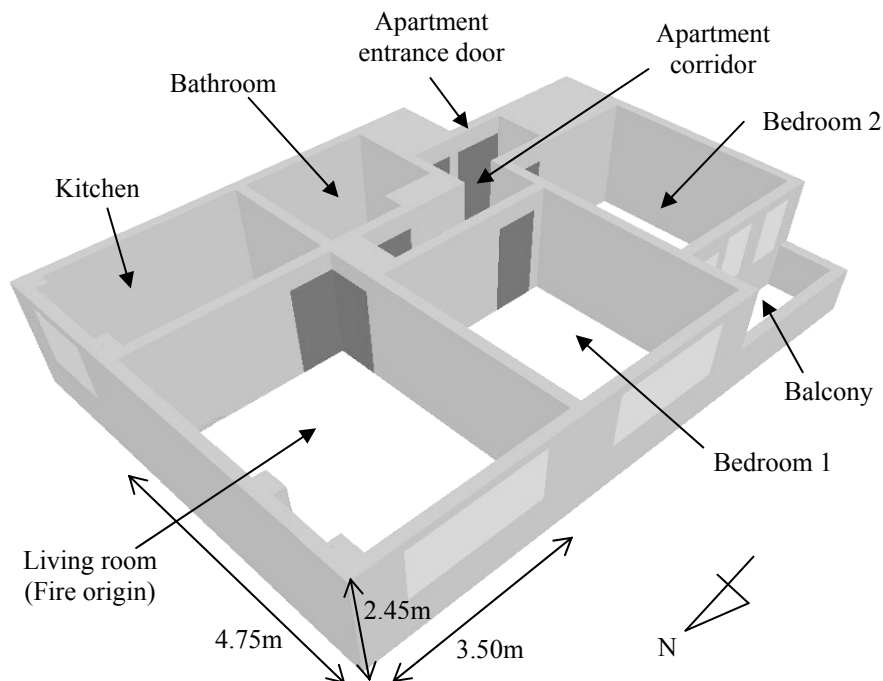 Apartment
entrance door
Apartment
corridor
Bathroom
Bedroom 2
Kitchen
Balcony
Bedroom 1
Living room
(Fire origin)
2.45m
4.75m
3.50m
N